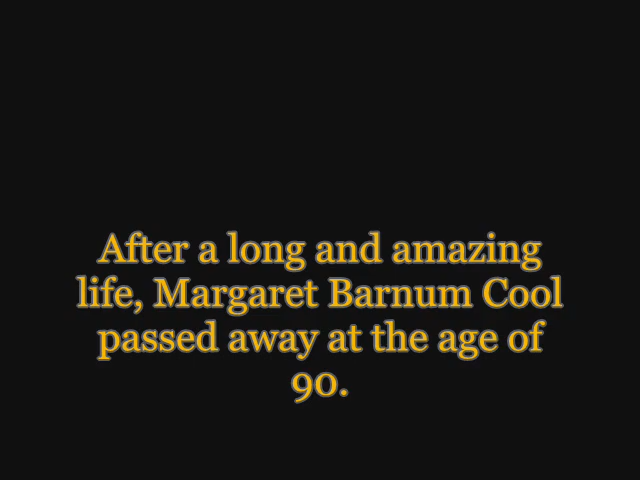 After a long and amazing
life, Margaret Barnum Cool
passed away at the age of
90.